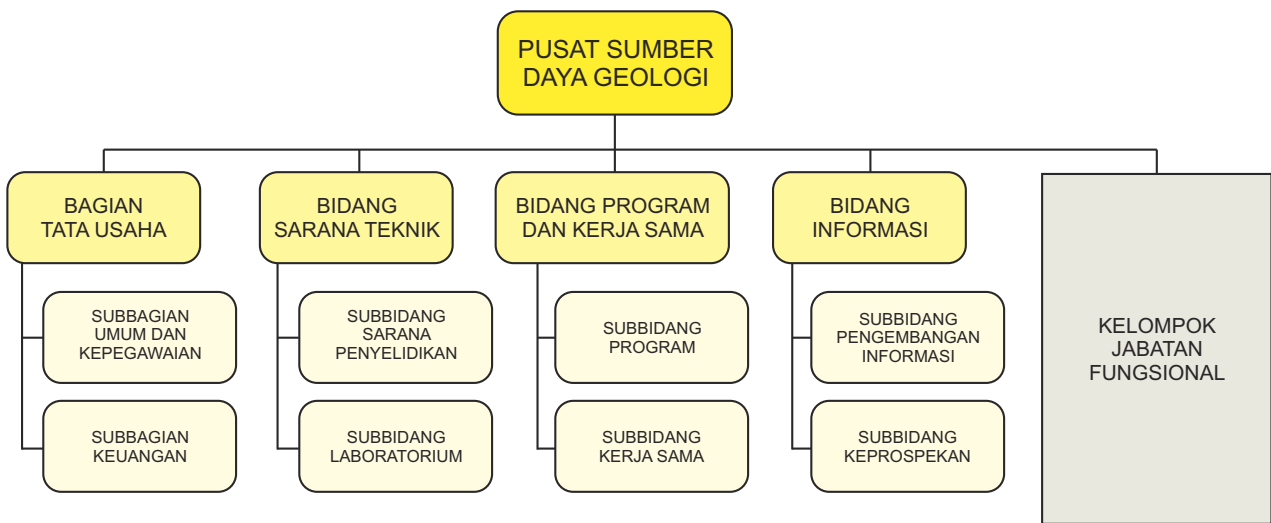 PUSAT SUMBER
DAYA GEOLOGI
BAGIAN
TATA USAHA
BIDANG
SARANA TEKNIK
BIDANG PROGRAM
DAN KERJA SAMA
BIDANG
INFORMASI
KELOMPOK
JABATAN
FUNGSIONAL
SUBBAGIAN
UMUM DAN
KEPEGAWAIAN
SUBBIDANG
SARANA
PENYELIDIKAN
SUBBIDANG
PROGRAM
SUBBIDANG
PENGEMBANGAN
INFORMASI
SUBBAGIAN
KEUANGAN
SUBBIDANG
LABORATORIUM
SUBBIDANG
KERJA SAMA
SUBBIDANG
KEPROSPEKAN